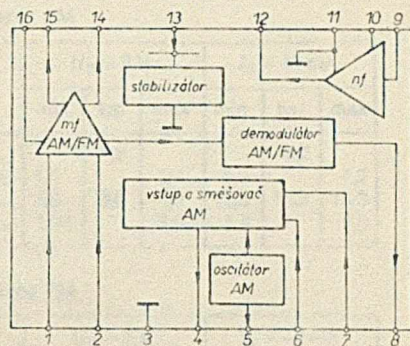 16 15 14 13 12 11 10 9
stabilizátor
nf
mf
AM/FM
demodulátor
AM/FM
vstup a směšovač
AM
oscilátor
AM
1 2 3 4 5 6 7 8